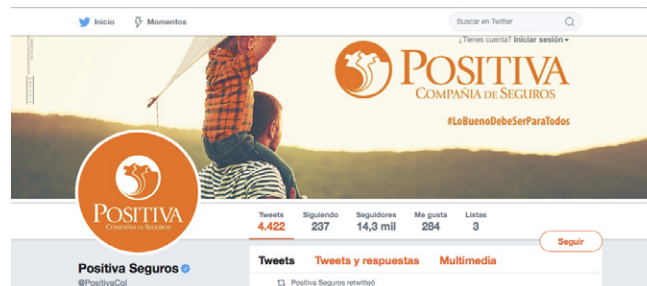 Inicio
Momentos
Buscar en Twitter
¿Tienes cuenta? Iniciar sesión
POSITIVA
COMPAÑIA DE SEGUROS
#LoBuenoDebeSerParaTodos
POSITIVA
COMPAÑIA DE SEGUROS
Tweets Siguiendo Seguidores Me gusta Listas
4.422 237 14,3 mil 284 3
Seguir
Positiva Seguros
@PositivaCol
Tweets Tweets y respuestas Multimedia
Positiva Seguros retwitteó